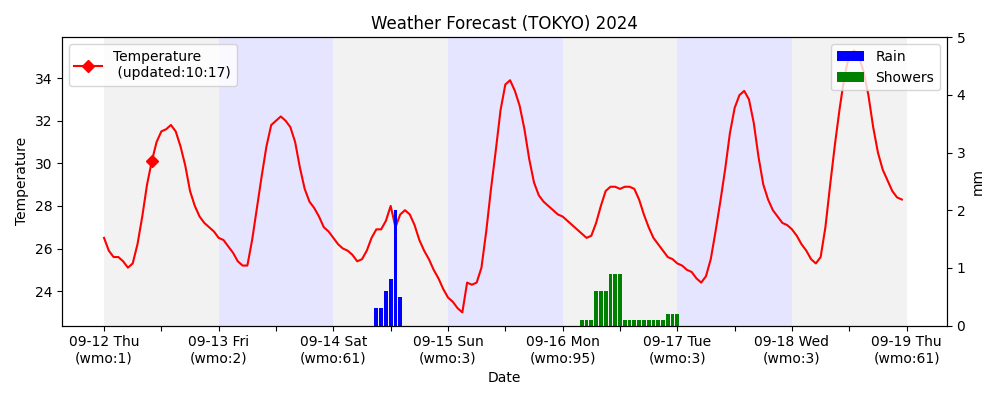 Weather Forecast (TOKYO) 2024
Temperature
(updated:10:17)
Rain
Showers
Temperature
34
32
30
28
26
24
5
4
3
2
1
0
mm
09-12 Thu
(wmo:1)
09-13 Fri
(wmo:2)
09-14 Sat
(wmo:61)
09-15 Sun
(wmo:3)
09-16 Mon
(wmo:95)
09-17 Tue
(wmo:3)
09-18 Wed
(wmo:3)
09-19 Thu
(wmo:61)
Date